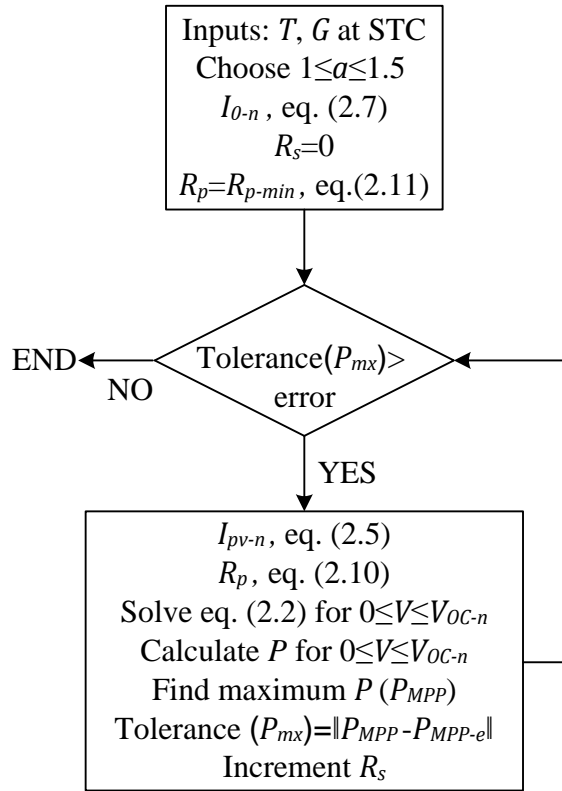 Inputs: T, G at STC
Choose 1≤a≤1.5
I0-n , eq. (2.7)
Rs=0
Rp=Rp-min, eq.(2.11)
Tolerance(Pmx)>
error
END
NO
YES
Ipv-n, eq. (2.5)
Rp, eq. (2.10)
Solve eq. (2.2) for 0≤V≤VOC-n
Calculate P for 0≤V≤VOC-n
Find maximum P (PMPP)
Tolerance (Pmx)=‖PMPP-PMPP-e‖
Increment Rs